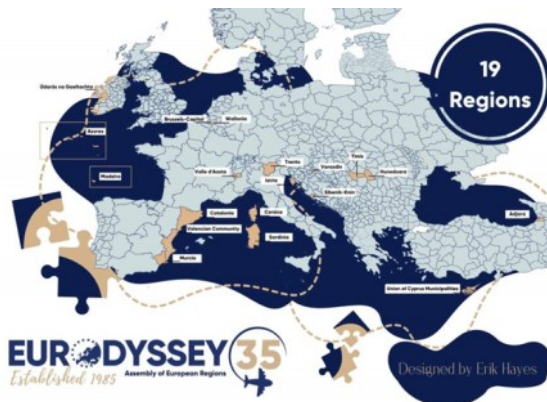 19
Regions
Údarás na Gaeltachta
Brussels-Capital
Wallonia
Azores
Madeira
Valle d'Aosta
Trento
Istria
Varazdin
Timis
Hunedoara
Sibenik-Knin
Catalonia
Corsica
Valencian Community
Sardinia
Murcia
Adjara
Union of Cyprus Municipalities
EURODYSSEY 35
Established 1985
Assembly of European Regions
Designed by Erik Hayes